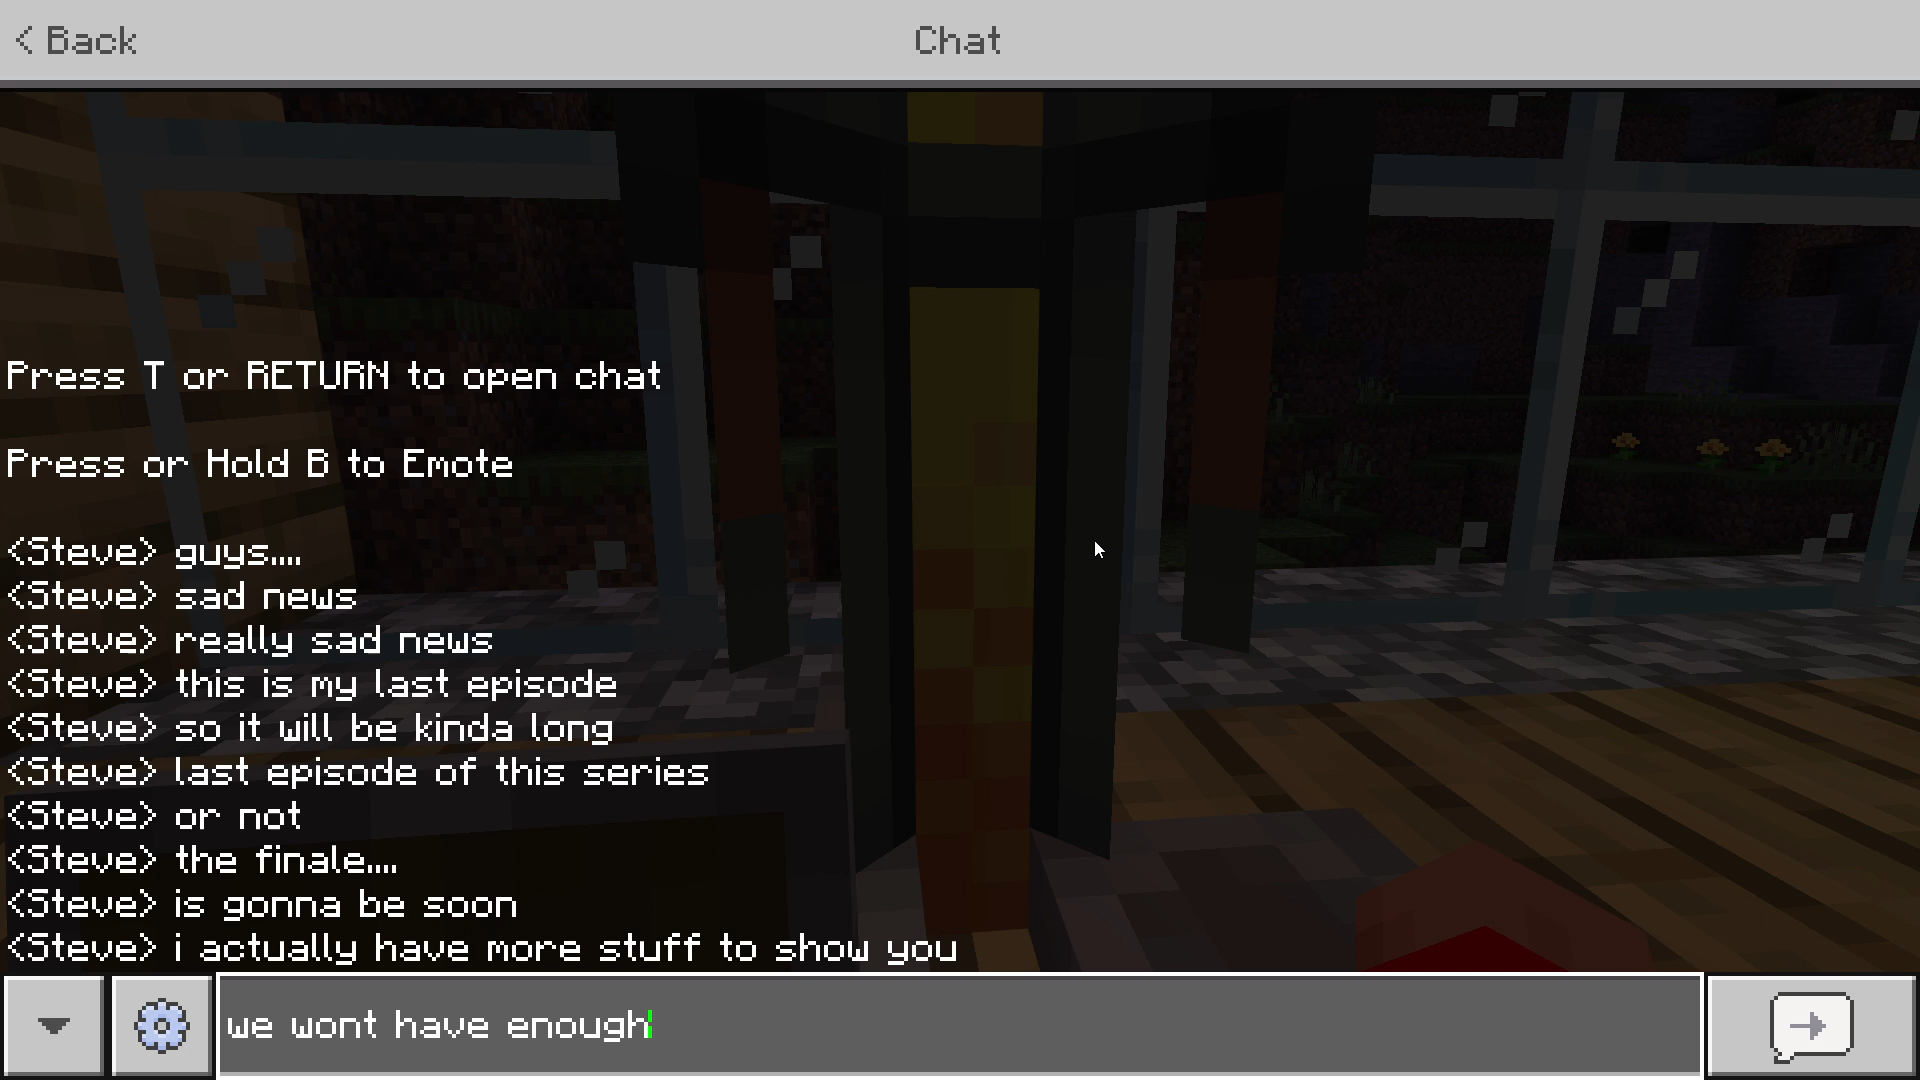 < Back
Chat
Press T or RETURN to open chat
Press or Hold B to Emote
<Steve> guys....
<Steve> sad news
<Steve> really sad news
<Steve> this is my last episode
<Steve> so it will be kinda long
<Steve> last episode of this series
<Steve> or not
<Steve> the finale....
<Steve> is gonna be soon
<Steve> i actually have more stuff to show you
we wont have enough